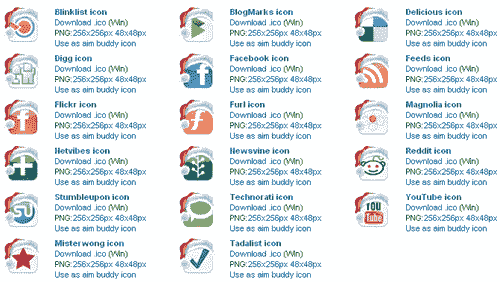 Blinklist icon
Download .ico (Win)
PNG:256x256px 48x48px
Use as aim buddy icon
BlogMarks icon
Download .ico (Win)
PNG:256x256px 48x48px
Use as aim buddy icon
Delicious icon
Download .ico (Win)
PNG:256x256px 48x48px
Use as aim buddy icon
Digg icon
Download .ico (Win)
PNG:256x256px 48x48px
Use as aim buddy icon
Facebook icon
Download .ico (Win)
PNG:256x256px 48x48px
Use as aim buddy icon
Feeds icon
Download .ico (Win)
PNG:256x256px 48x48px
Use as aim buddy icon
Flickr icon
Download .ico (Win)
PNG:256x256px 48x48px
Use as aim buddy icon
Furl icon
Download .ico (Win)
PNG:256x256px 48x48px
Use as aim buddy icon
Magnolia icon
Download .ico (Win)
PNG:256x256px 48x48px
Use as aim buddy icon
Netvibes icon
Download .ico (Win)
PNG:256x256px 48x48px
Use as aim buddy icon
Newsvine icon
Download .ico (Win)
PNG:256x256px 48x48px
Use as aim buddy icon
Reddit icon
Download .ico (Win)
PNG:256x256px 48x48px
Use as aim buddy icon
Stumbleupon icon
Download .ico (Win)
PNG:256x256px 48x48px
Use as aim buddy icon
Technorati icon
Download .ico (Win)
PNG:256x256px 48x48px
Use as aim buddy icon
YOU
Tube
YouTube icon
Download .ico (Win)
PNG:256x256px 48x48px
Use as aim buddy icon
Misterwong icon
Download .ico (Win)
PNG:256x256px 48x48px
Use as aim buddy icon
Tadalist icon
Download .ico (Win)
PNG:256x256px 48x48px
Use as aim buddy icon